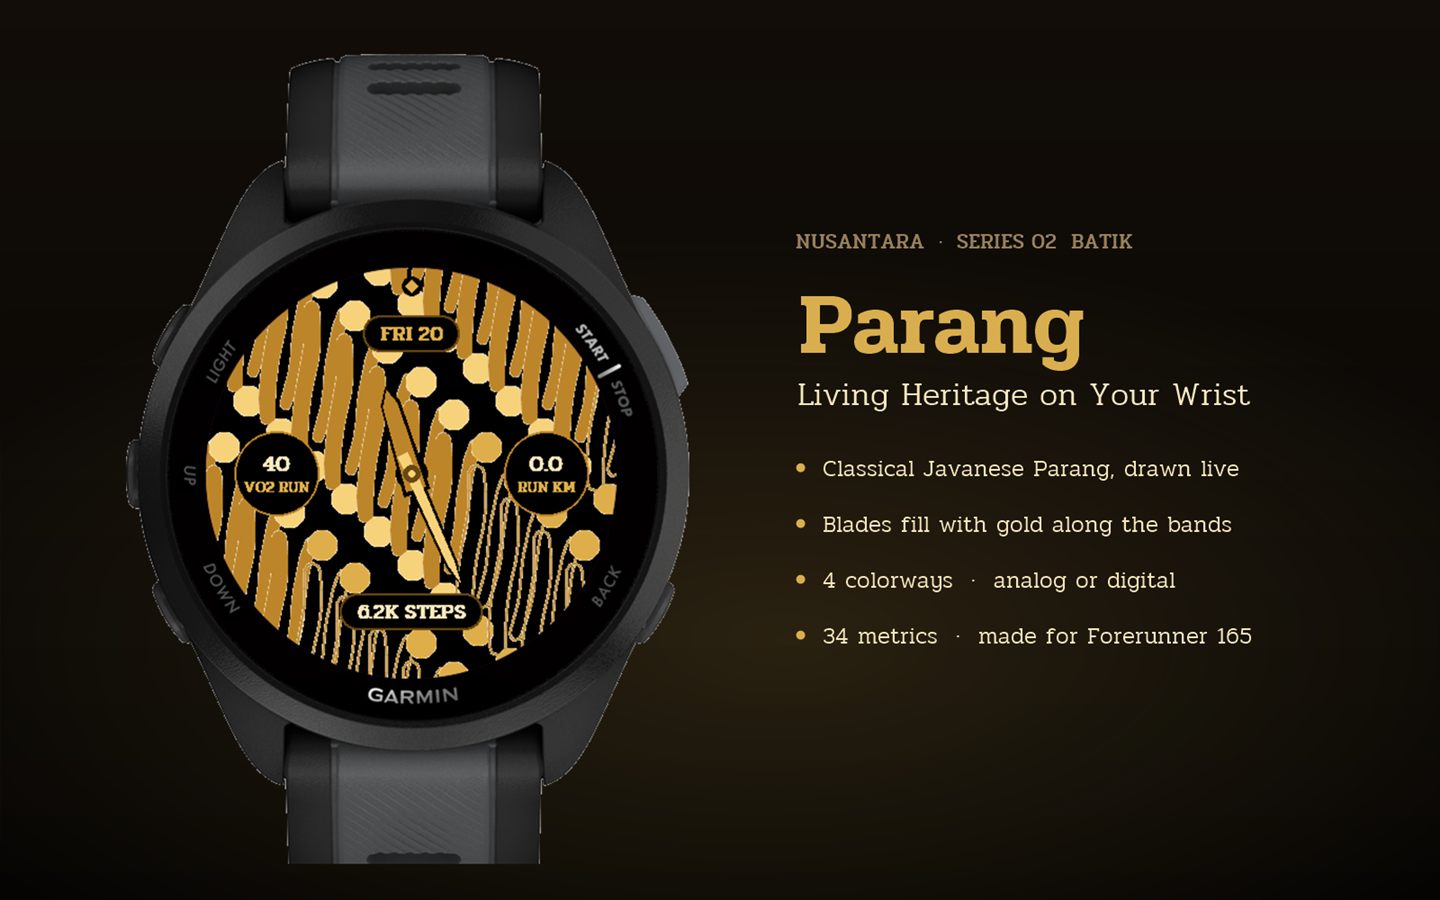 FRI 20
40
VO2 RUN
0.0
RUN KM
6.2K STEPS
LIGHT
START
STOP
UP
DOWN
BACK
GARMIN
NUSANTARA · SERIES 02 BATIK
Parang
Living Heritage on Your Wrist
• Classical Javanese Parang, drawn live
• Blades fill with gold along the bands
• 4 colorways · analog or digital
• 34 metrics · made for Forerunner 165